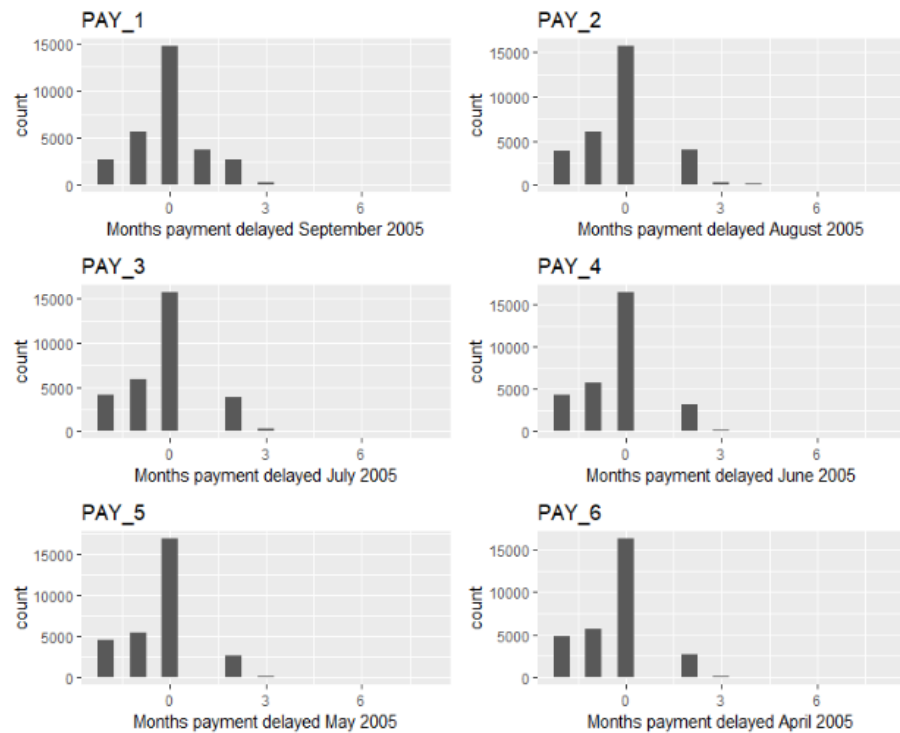 PAY_1
15000
10000
5000
0
count
0 3 6
Months payment delayed September 2005
PAY_2
15000
10000
5000
0
count
0 3 6
Months payment delayed August 2005
PAY_3
15000
10000
5000
0
count
0 3 6
Months payment delayed July 2005
PAY_4
15000
10000
5000
0
count
0 3 6
Months payment delayed June 2005
PAY_5
15000
10000
5000
0
count
0 3 6
Months payment delayed May 2005
PAY_6
15000
10000
5000
0
count
0 3 6
Months payment delayed April 2005